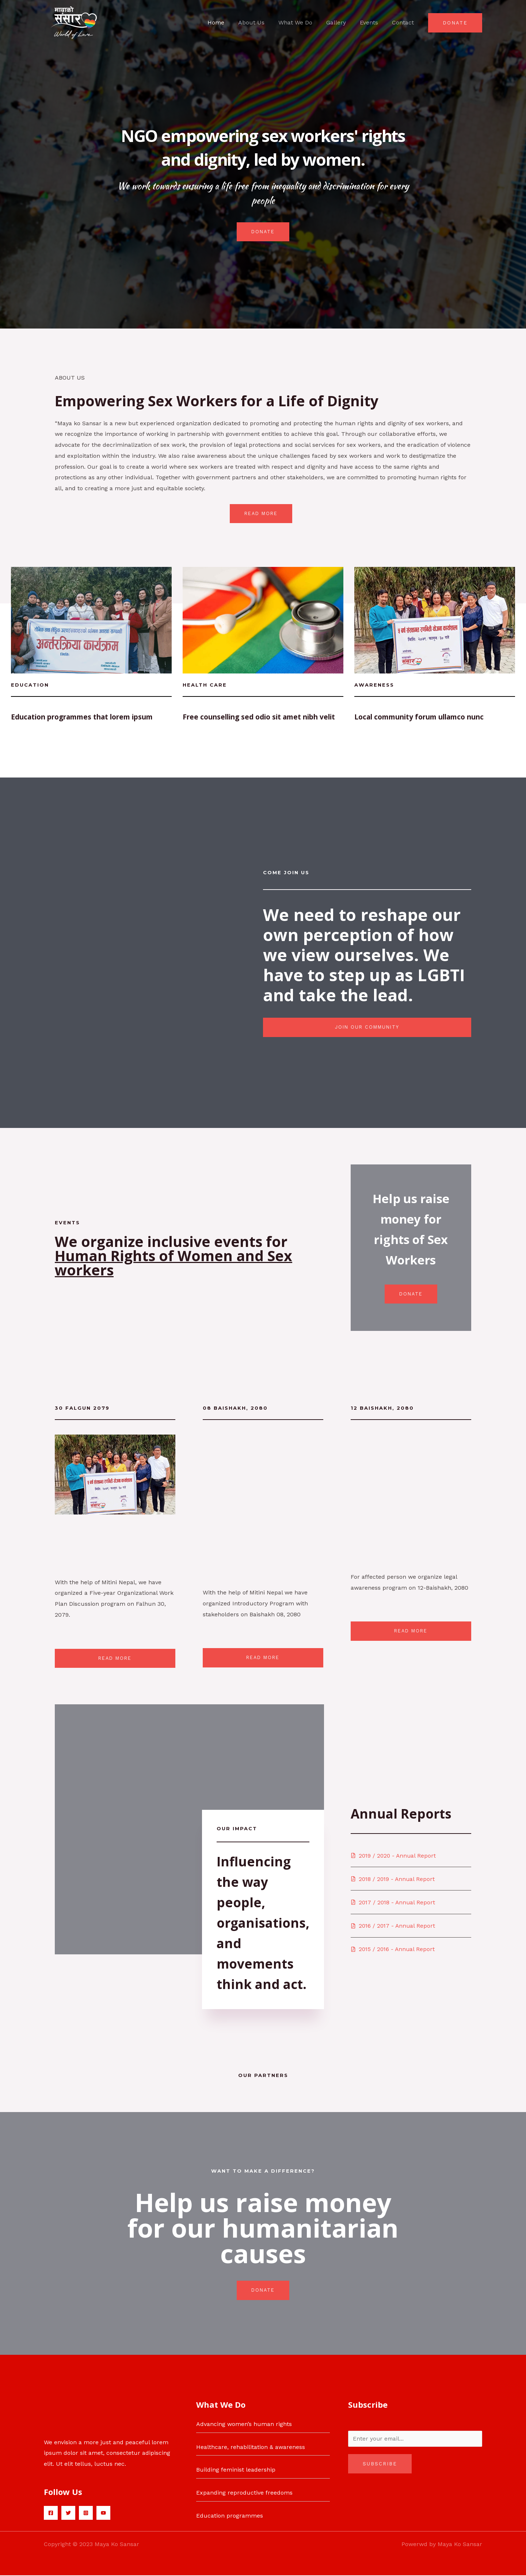 मायाको
संसार
World of Love
Home
About Us
What We Do
Gallery
Events
Contact
DONATE
NGO empowering sex workers' rights
and dignity, led by women.
We work towards ensuring a life free from inequality and discrimination for every
people
DONATE
ABOUT US
Empowering Sex Workers for a Life of Dignity
"Maya ko Sansar is a new but experienced organization dedicated to promoting and protecting the human rights and dignity of sex workers, and
we recognize the importance of working in partnership with government entities to achieve this goal. Through our collaborative efforts, we
advocate for the decriminalization of sex work, the provision of legal protections and social services for sex workers, and the eradication of violence
and exploitation within the industry. We also raise awareness about the unique challenges faced by sex workers and work to destigmatize the
profession. Our goal is to create a world where sex workers are treated with respect and dignity and have access to the same rights and
protections as any other individual. Together with government partners and other stakeholders, we are committed to promoting human rights for
all, and to creating a more just and equitable society.
READ MORE
अन्तरक्रिया कार्यक्रम
EDUCATION
HEALTH CARE
AWARENESS
Education programmes that lorem ipsum
Free counselling sed odio sit amet nibh velit
Local community forum ullamco nunc
COME JOIN US
We need to reshape our
own perception of how
we view ourselves. We
have to step up as LGBTI
and take the lead.
JOIN OUR COMMUNITY
EVENTS
We organize inclusive events for
Human Rights of Women and Sex
workers
Help us raise
money for
rights of Sex
Workers
DONATE
30 FALGUN 2079
With the help of Mitini Nepal, we have
organized a Five-year Organizational Work
Plan Discussion program on Falhun 30,
2079.
READ MORE
08 BAISHAKH, 2080
With the help of Mitini Nepal we have
organized Introductory Program with
stakeholders on Baishakh 08, 2080
READ MORE
12 BAISHAKH, 2080
For affected person we organize legal
awareness program on 12-Baishakh, 2080
READ MORE
OUR IMPACT
Influencing
the way
people,
organisations,
and
movements
think and act.
Annual Reports
2019 / 2020 - Annual Report
2018 / 2019 - Annual Report
2017 / 2018 - Annual Report
2016 / 2017 - Annual Report
2015 / 2016 - Annual Report
OUR PARTNERS
WANT TO MAKE A DIFFERENCE?
Help us raise money
for our humanitarian
causes
DONATE
We envision a more just and peaceful lorem
ipsum dolor sit amet, consectetur adipiscing
elit. Ut elit tellus, luctus nec.
Follow Us
What We Do
Advancing women's human rights
Healthcare, rehabilitation & awareness
Building feminist leadership
Expanding reproductive freedoms
Education programmes
Subscribe
Enter your email...
SUBSCRIBE
Copyright © 2023 Maya Ko Sansar
Powered by Maya Ko Sansar